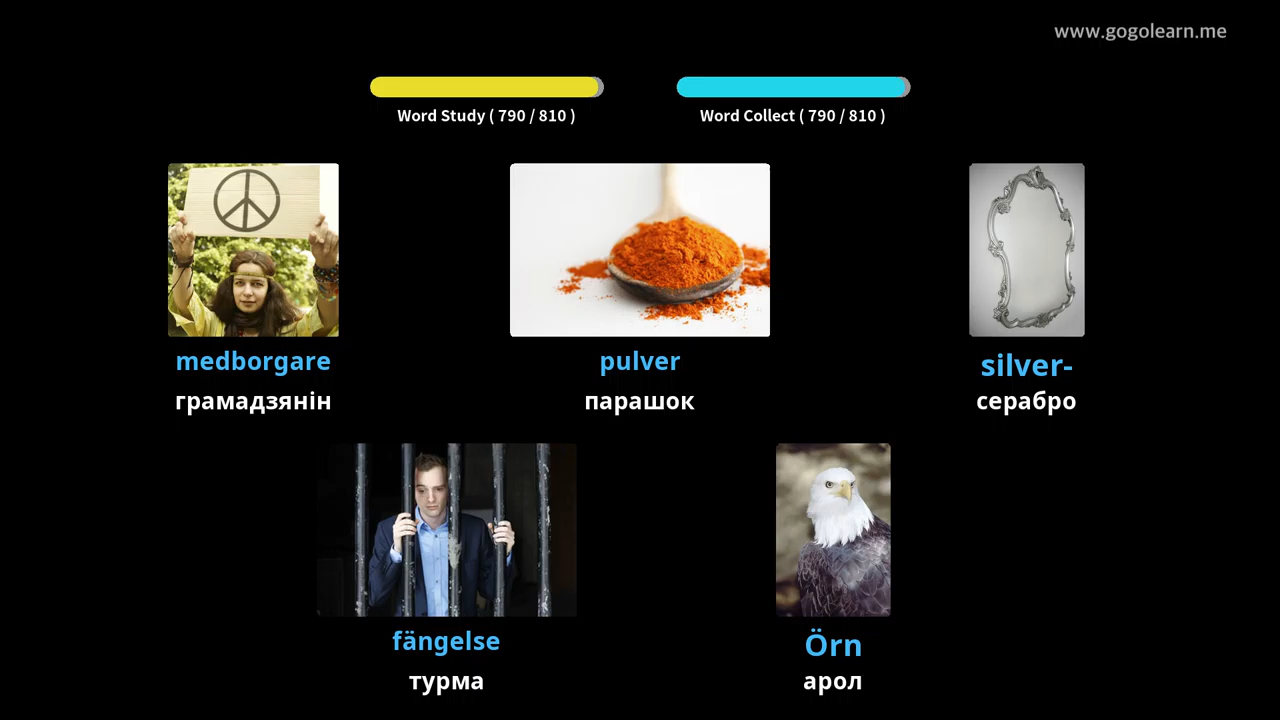 www.gogolearn.me
Word Study ( 790 / 810 )
Word Collect ( 790 / 810 )
medborgare
грамадзянін
pulver
парашок
silver-
серабро
fängelse
турма
Örn
арол